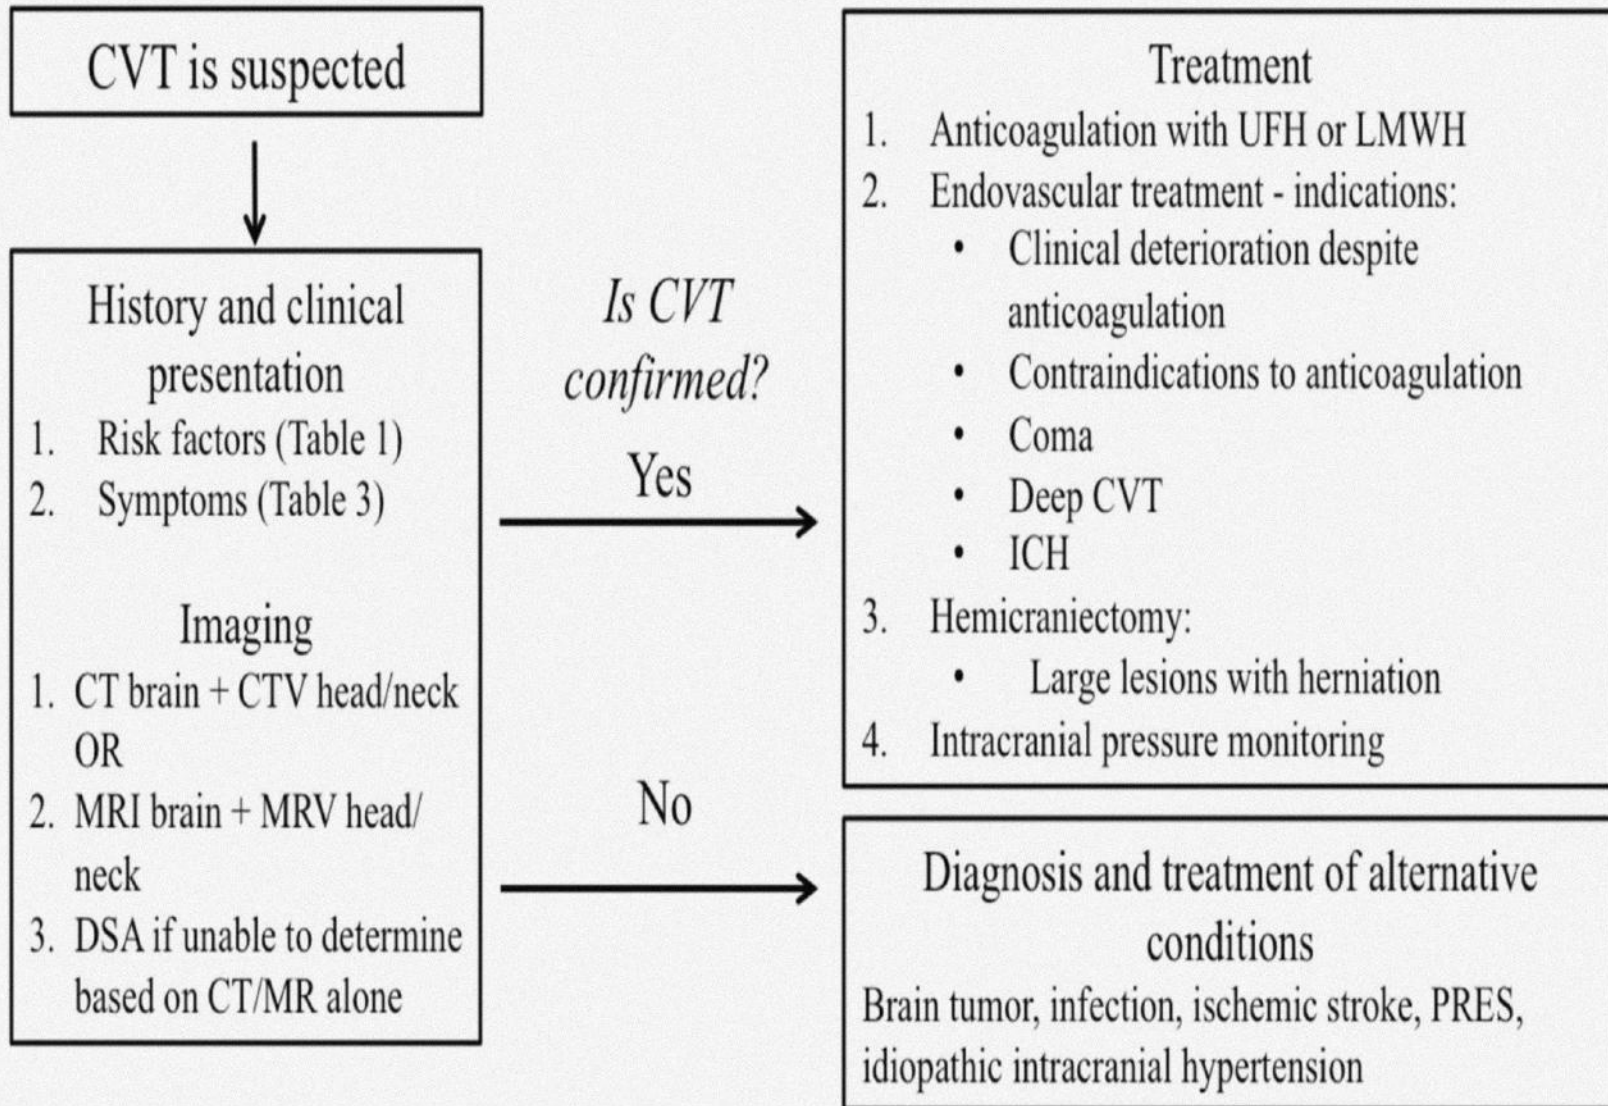 CVT is suspected
History and clinical
presentation
1. Risk factors (Table 1)
2. Symptoms (Table 3)
Imaging
1. CT brain + CTV head/neck
OR
2. MRI brain + MRV head/
neck
3. DSA if unable to determine
based on CT/MR alone
Is CVT
confirmed?
Yes
No
Treatment
1. Anticoagulation with UFH or LMWH
2. Endovascular treatment - indications:
• Clinical deterioration despite
anticoagulation
• Contraindications to anticoagulation
• Coma
• Deep CVT
• ICH
3. Hemicraniectomy:
• Large lesions with herniation
4. Intracranial pressure monitoring
Diagnosis and treatment of alternative
conditions
Brain tumor, infection, ischemic stroke, PRES,
idiopathic intracranial hypertension